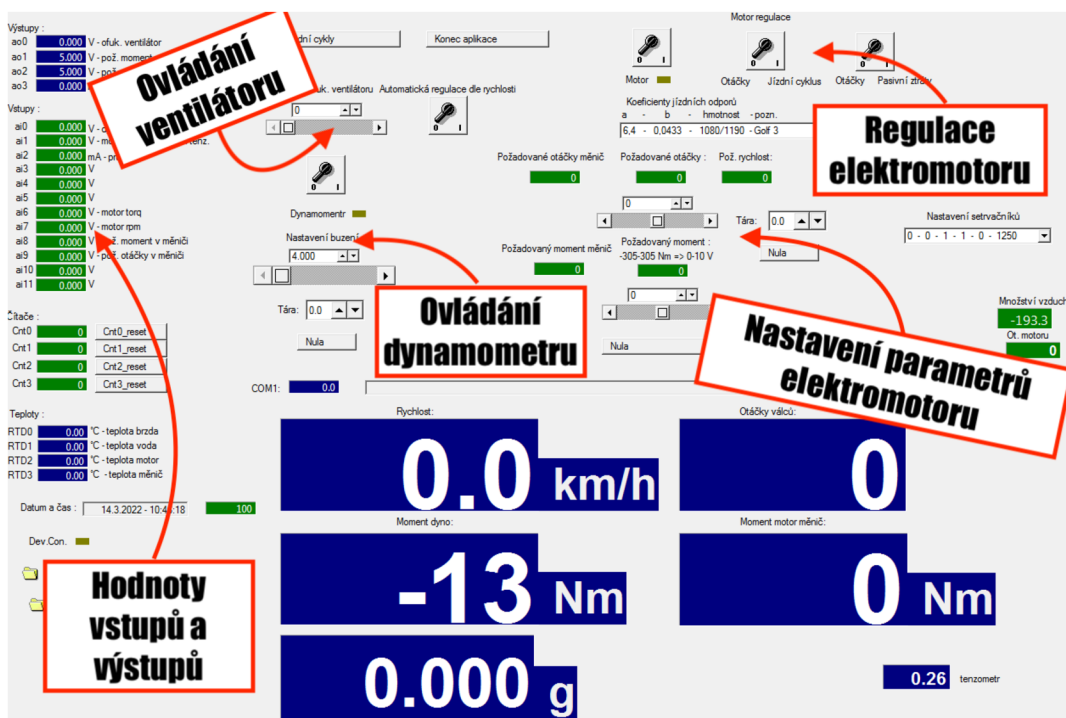 Motor regulace
Výstupy :
ao0 0.000 V - ofuk. ventilátor
ao1 5.000 V - pož. moment
ao2 5.000 V - pož.
ao3 0.000
Ovládání
ventilátoru
cykly
Konec aplikace
0 I
0 I
0 I
Motor
Otáčky Jízdní cyklus
Otáčky Pasivní ztráty
Vstupy :
ai0 0.000 V
ai1 0.000 V tenz.
ai2 0.000 mA
ai3 0.000 V
ai4 0.000 V
ai5 0.000 V
ai6 0.000 V - motor torq
ai7 0.000 V - motor rpm
ai8 0.000 V - pož. moment v měniči
ai9 0.000 V - pož. otáčky v měniči
ai10 0.000 V
ai11 0.000 V
ofuk. ventilátoru Automatická regulace dle rychlosti
0
0 I
0 I
Koeficienty jízdních odporů
a - b - hmotnost - pozn.
6,4 - 0,0433 - 1080/1190 - Golf 3
Regulace
elektromotoru
Požadované otáčky měnič Požadované otáčky : Pož. rychlost:
0 0 0
0
Dynamomentr
Nastavení buzení
4.000
Tára: 0.0
Nula
Tára: 0.0
Nula
Nastavení setrvačníků
0 - 0 - 1 - 1 - 0 - 1250
Požadovaný moment měnič Požadovaný moment :
-305-305 Nm => 0-10 V
0 0
0
Nula
Ovládání
dynamometru
Nastavení parametrů
elektromotoru
Množství vzduch
-193.3
Ot. motoru
0
Čítače :
Cnt0 0 Cnt0_reset
Cnt1 0 Cnt1_reset
Cnt2 0 Cnt2_reset
Cnt3 0 Cnt3_reset
COM1: 0.0
Teploty :
RTD0 0.00 °C - teplota brzda
RTD1 0.00 °C - teplota voda
RTD2 0.00 °C - teplota motor
RTD3 0.00 °C - teplota měnič
Datum a čas : 14.3.2022 - 10:4 :18 100
Dev.Con.
Hodnoty
vstupů a
výstupů
Rychlost:
0.0 km/h
Otáčky válců:
0
Moment dyno:
-13 Nm
Moment motor měnič:
0 Nm
0.000 g
0.26 tenzometr